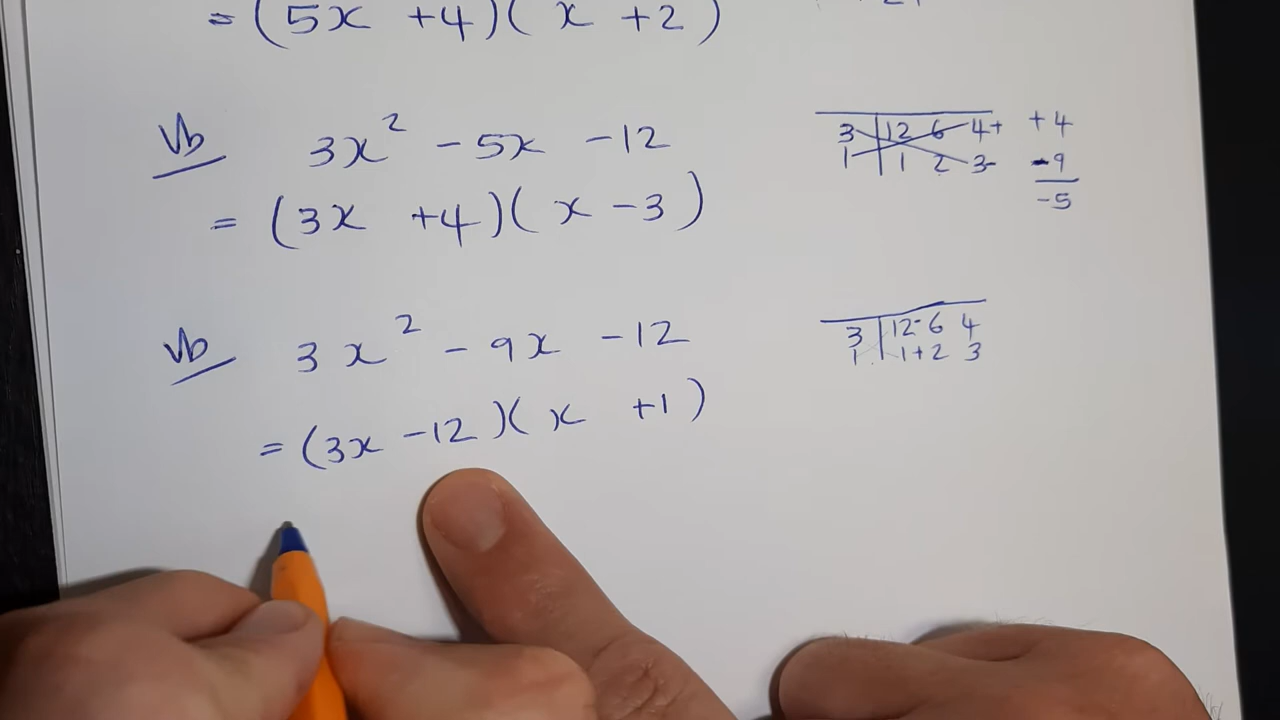 = (5x +4)( x +2)
Vb 3x² - 5x - 12
= (3x +4)( x - 3)
3 | 12 6 4+
1 | 1 2 3-
+4
-9
-5
Vb 3x² - 9x - 12
= (3x - 12)( x +1)
3 | 12- 6 4
1 | 1+ 2 3